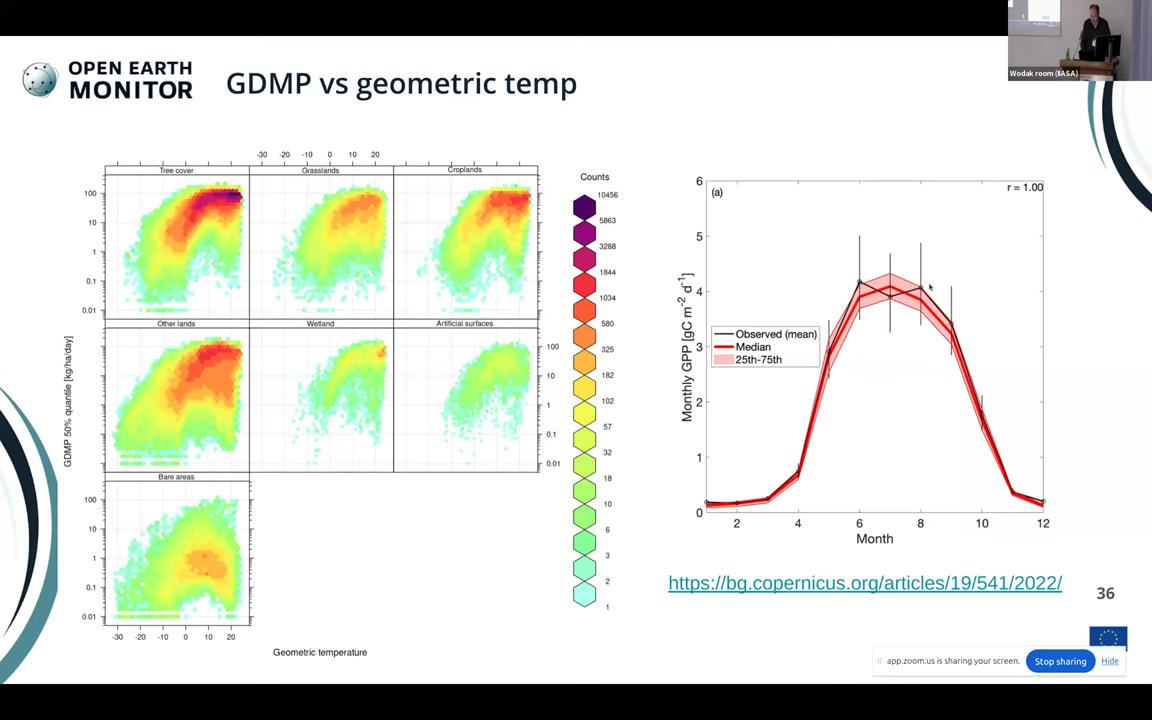 Wodak room (IIASA)
OPEN EARTH
MONITOR
GDMP vs geometric temp
-30 -20 -10 0 10 20
Tree cover
Grasslands
Croplands
100
10
1
0.1
0.01
Other lands
Wetland
Artificial surfaces
100
10
1
0.1
0.01
Bare areas
100
10
1
0.1
0.01
-30 -20 -10 0 10 20
GDMP 50% quantile [kg/ha/day]
Geometric temperature
Counts
10456
5863
3288
1844
1034
580
325
182
102
57
32
18
10
6
3
2
1
(a)
r = 1.00
6
5
4
3
2
1
0
Monthly GPP [gC m-2 d-1]
Observed (mean)
Median
25th-75th
2 4 6 8 10 12
Month
https://bg.copernicus.org/articles/19/541/2022/
36
app.zoom.us is sharing your screen.
Stop sharing
Hide